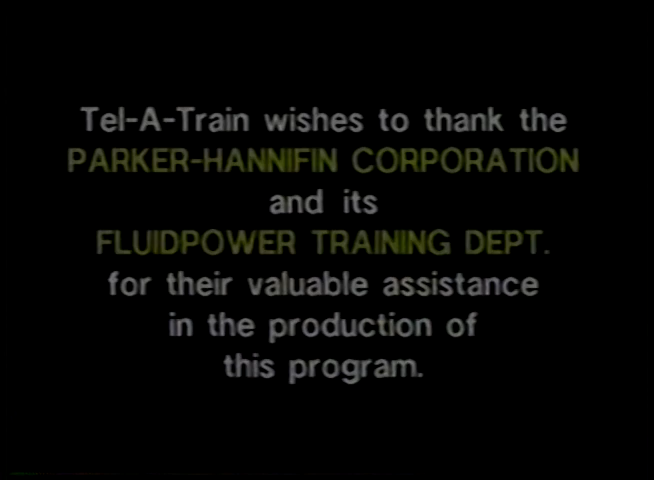 Tel-A-Train wishes to thank the
PARKER-HANNIFIN CORPORATION
and its
FLUIDPOWER TRAINING DEPT.
for their valuable assistance
in the production of
this program.